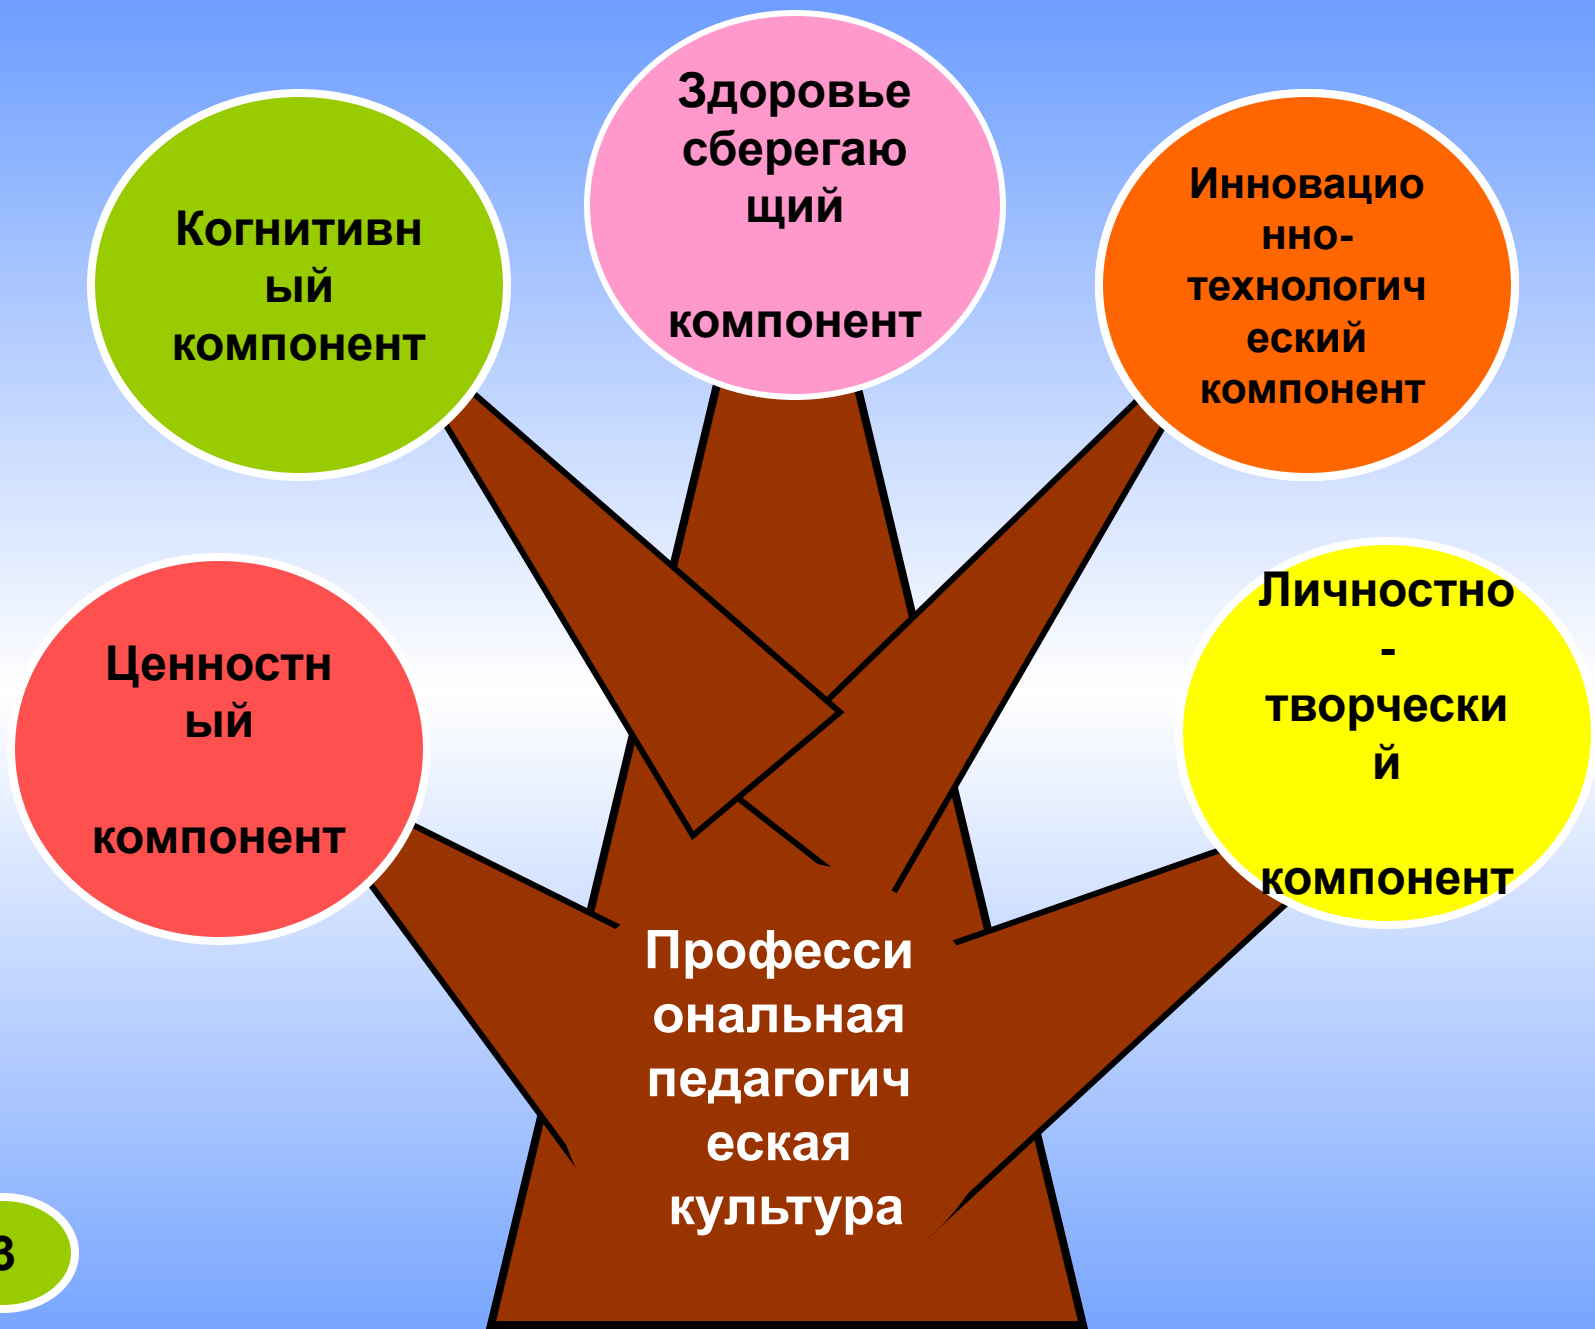 Здоровье
сберегаю
щий
компонент
Когнитивн
ый
компонент
Инновацио
нно-
технологич
еский
компонент
Ценностн
ый
компонент
Личностно
-
творчески
й
компонент
Професси
ональная
педагогич
еская
культура
3